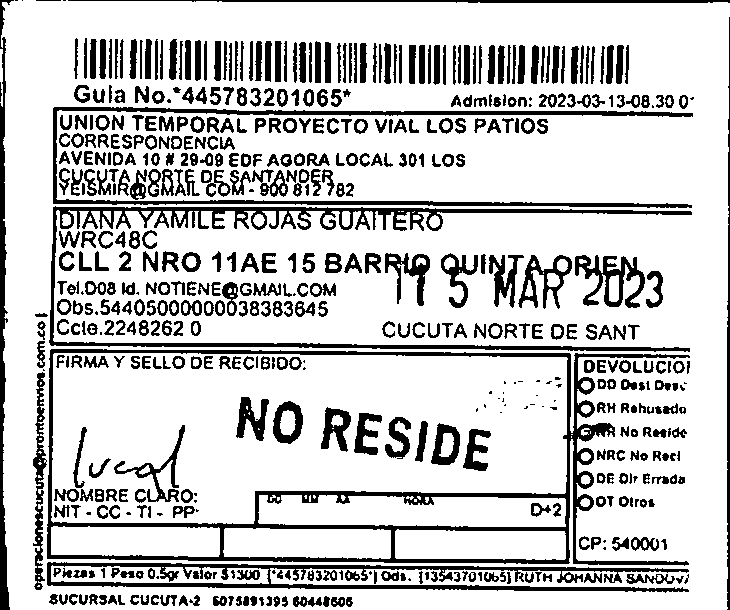 Guia No.*445783201065*
Admision: 2023-03-13-08.30 0
UNION TEMPORAL PROYECTO VIAL LOS PATIOS
CORRESPONDENCIA
AVENIDA 10 # 29-09 EDF AGORA LOCAL 301 LOS
CUCUTA NORTE DE SANTANDER
YEISMIR@GMAIL COM - 900 812 782
DIANA YAMILE ROJAS GUAITERO
WRC48C
CLL 2 NRO 11AE 15 BARRIO QUINTA ORIEN
Tel.D08 Id. NOTIENE@GMAIL.COM
15 MAR 2023
Obs.54405000000038383645
Ccte.2248262 0
CUCUTA NORTE DE SANT
FIRMA Y SELLO DE RECIBIDO:
NO RESIDE
NOMBRE CLARO:
NIT - CC - TI - PP
DD MM AA HORA
D+2
DEVOLUCIO
DD Dest Desc
RH Rehusado
NR No Reside
NRC No Recl
DE Dir Errada
OT Otros
CP: 540001
operacionescucuta@prontoenvios.com.co
Piezas 1 Peso 0.5gr Valor $1300 [*445783201065*] Ods. [13543701065] RUTH JOHANNA SANDOV
SUCURSAL CUCUTA-2 6075891395 60448606